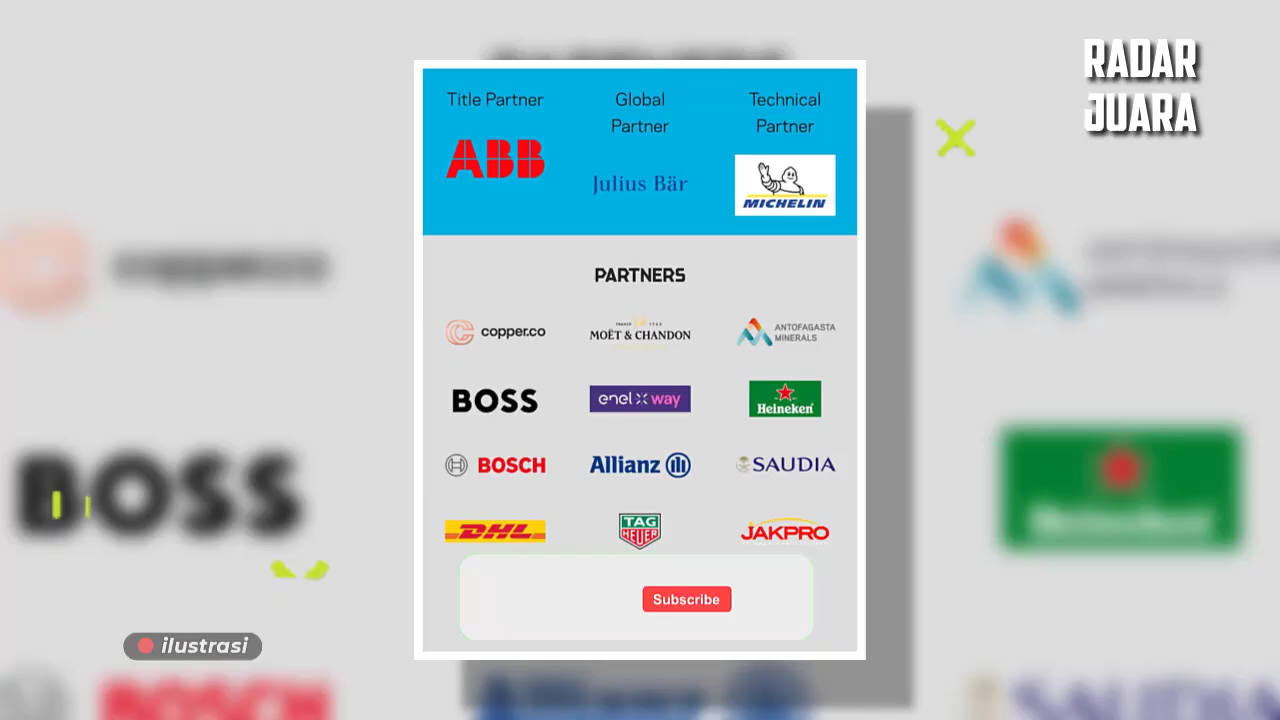 RADAR
JUARA
Title Partner
Global
Partner
Technical
Partner
ABB
Julius Bär
MICHELIN
PARTNERS
copper.co
MOËT & CHANDON
ANTOFAGASTA
MINERALS
BOSS
enel x way
Heineken
BOSCH
Allianz
SAUDIA
DHL
TAG
HEUER
JAKPRO
Subscribe
ilustrasi